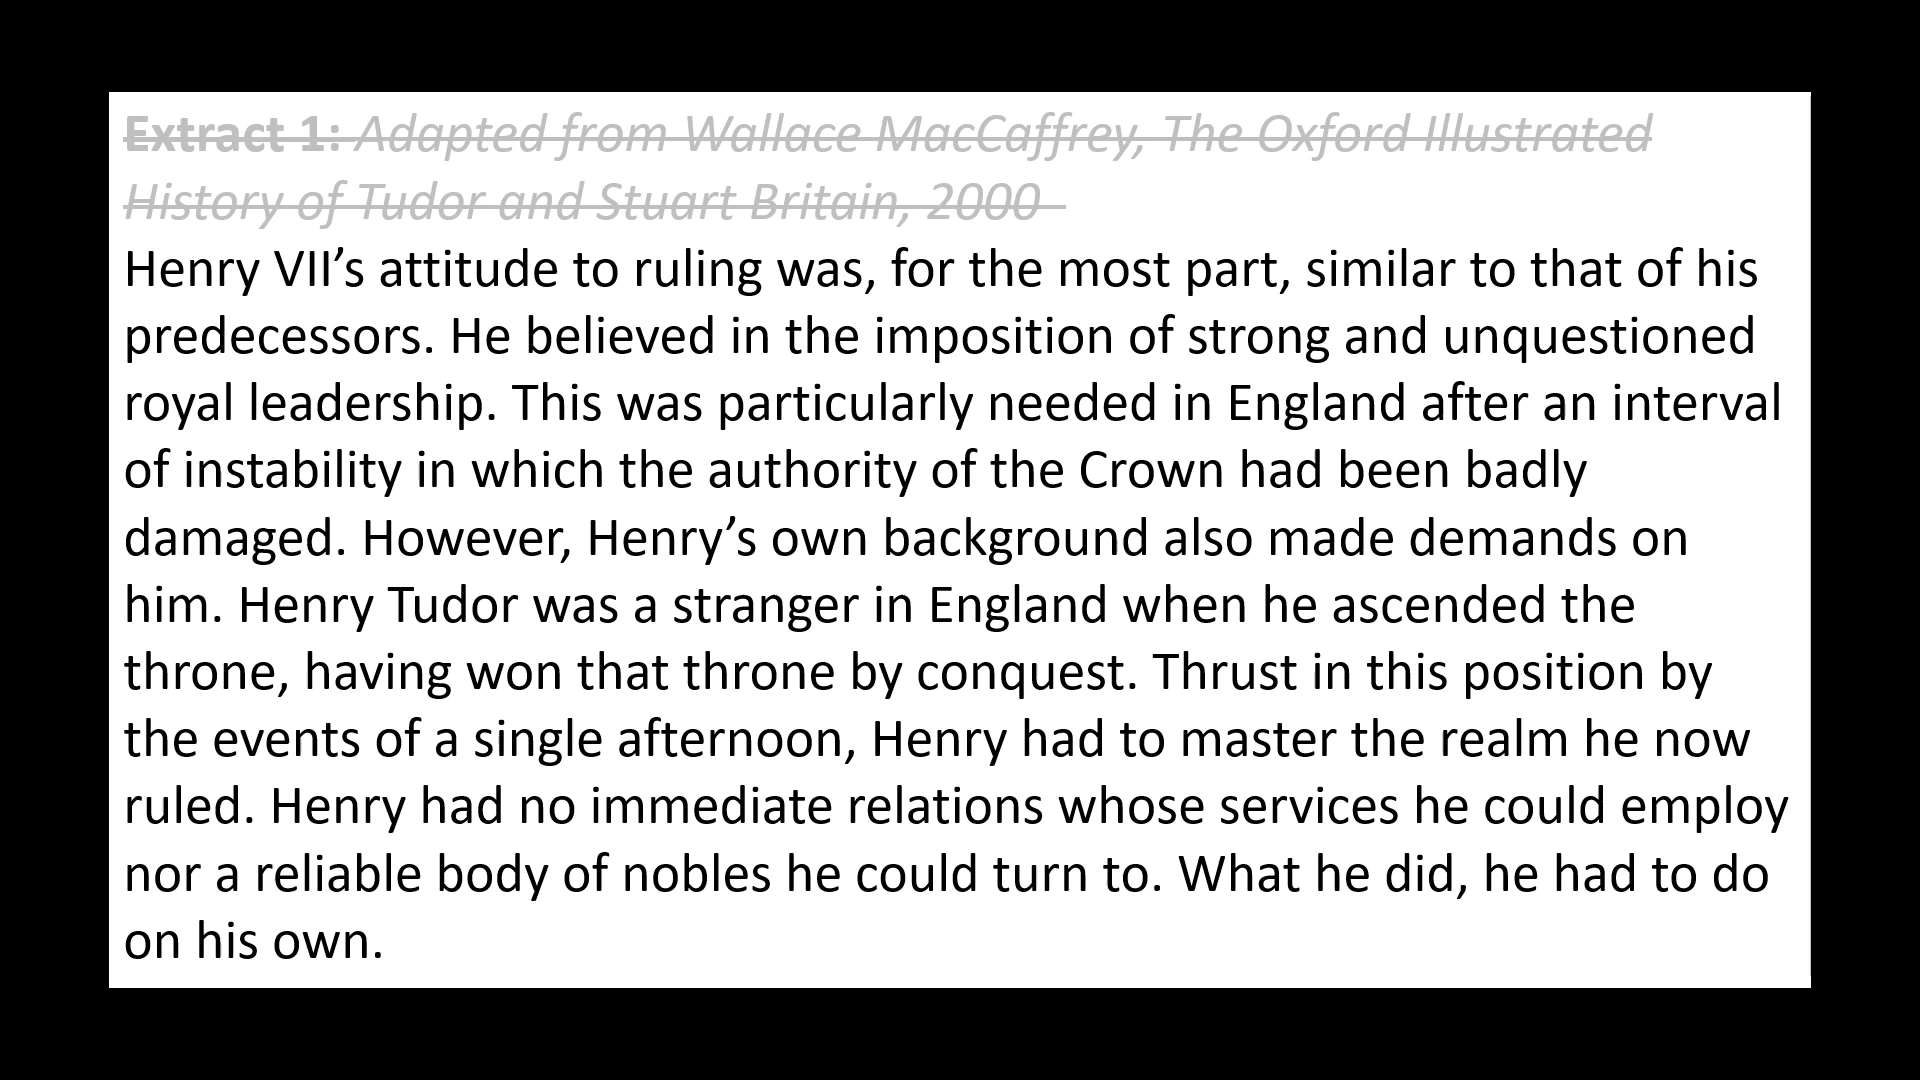 Extract 1: Adapted from Wallace MacCaffrey, The Oxford Illustrated
History of Tudor and Stuart Britain, 2000
Henry VII’s attitude to ruling was, for the most part, similar to that of his
predecessors. He believed in the imposition of strong and unquestioned
royal leadership. This was particularly needed in England after an interval
of instability in which the authority of the Crown had been badly
damaged. However, Henry’s own background also made demands on
him. Henry Tudor was a stranger in England when he ascended the
throne, having won that throne by conquest. Thrust in this position by
the events of a single afternoon, Henry had to master the realm he now
ruled. Henry had no immediate relations whose services he could employ
nor a reliable body of nobles he could turn to. What he did, he had to do
on his own.